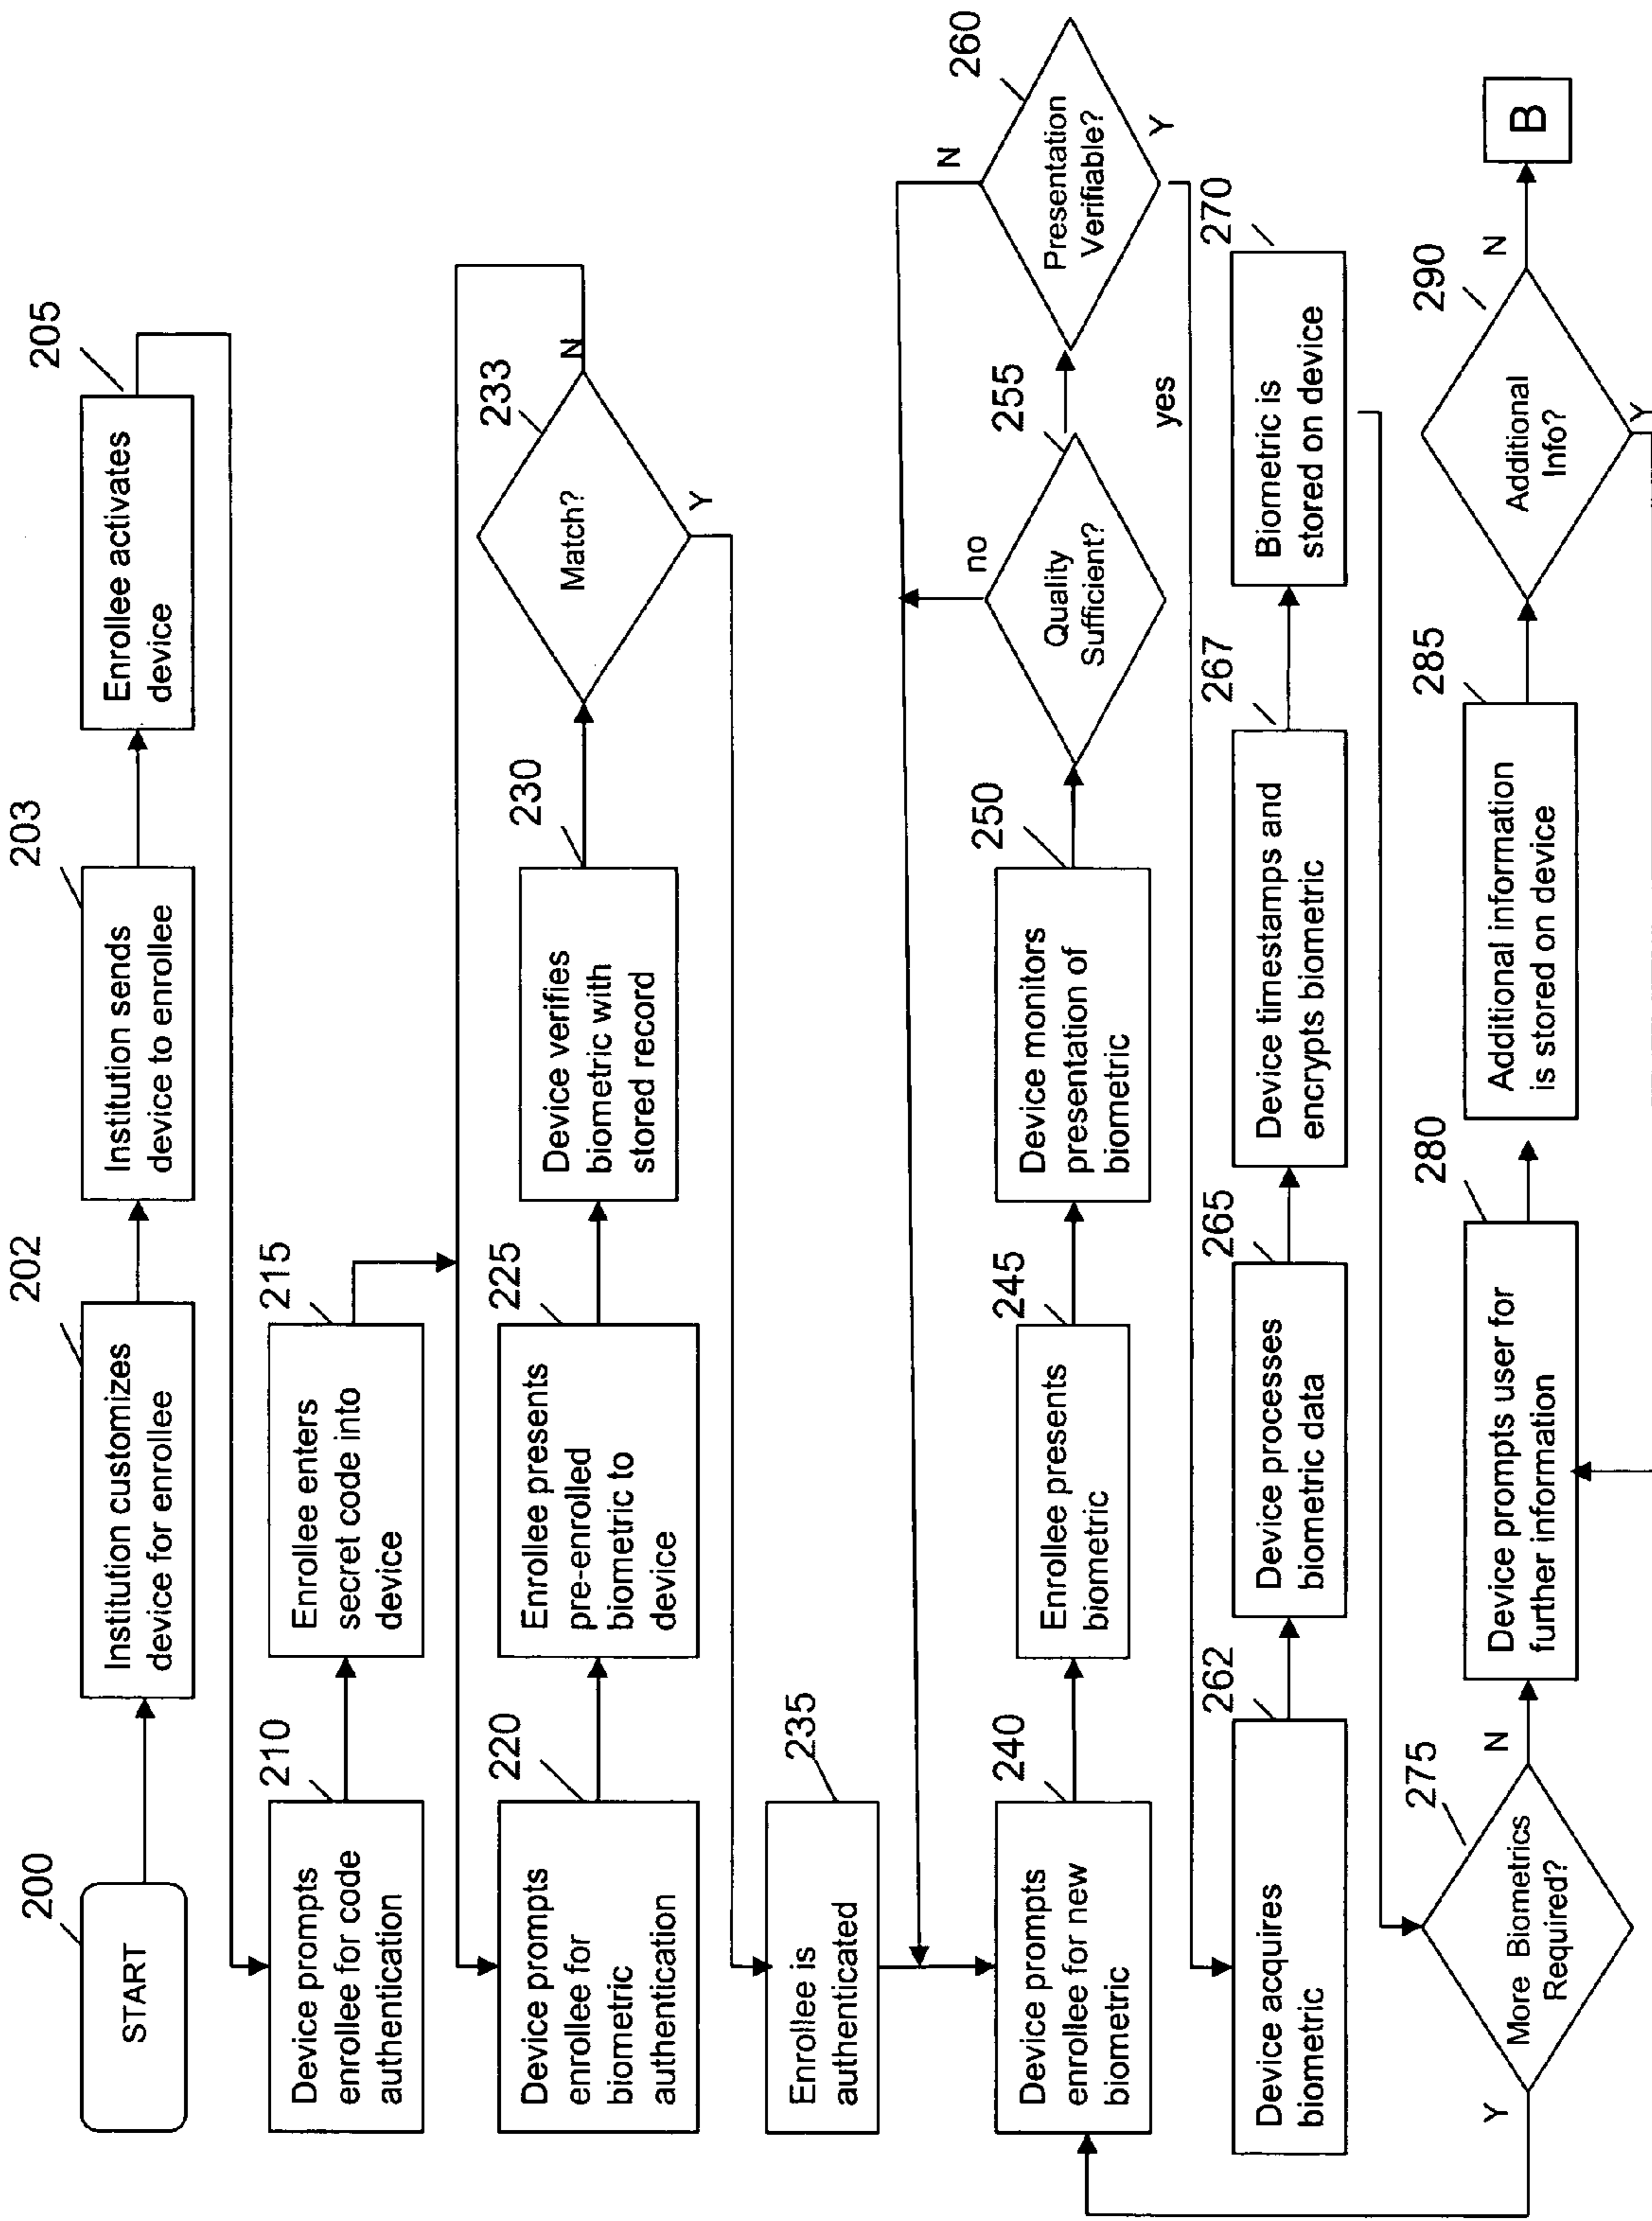 200
START
202
Institution customizes
device for enrollee
203
Institution sends
device to enrollee
205
Enrollee activates
device
210
Device prompts
enrollee for code
authentication
215
Enrollee enters
secret code into
device
220
Device prompts
enrollee for
biometric
authentication
225
Enrollee presents
pre-enrolled
biometric to
device
230
Device verifies
biometric with
stored record
233
Match?
N
Y
235
Enrollee is
authenticated
240
Device prompts
enrollee for new
biometric
245
Enrollee presents
biometric
250
Device monitors
presentation of
biometric
255
Quality
Sufficient?
no
yes
260
Presentation
Verifiable?
N
Y
262
Device acquires
biometric
265
Device processes
biometric data
267
Device timestamps and
encrypts biometric
270
Biometric is
stored on device
275
More Biometrics
Required?
Y
N
280
Device prompts user for
further information
285
Additional information
is stored on device
290
Additional
Info?
N
Y
B